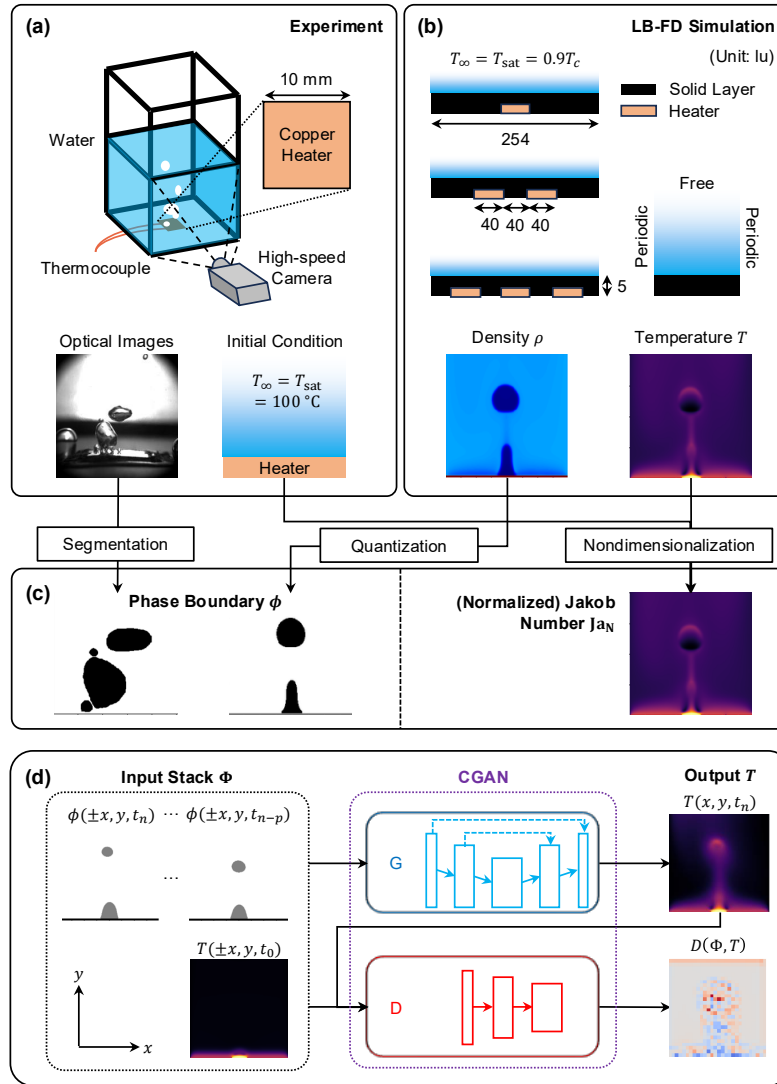 (a)
Experiment
10 mm
Water
Copper
Heater
Thermocouple
High-speed
Camera
Optical Images
Initial Condition
T∞ = Tsat
= 100 °C
Heater
(b)
LB-FD Simulation
T∞ = Tsat = 0.9Tc
(Unit: lu)
Solid Layer
Heater
254
40 40 40
5
Free
Periodic
Periodic
Density ρ
Temperature T
Segmentation
Quantization
Nondimensionalization
(c)
Phase Boundary ϕ
(Normalized) Jakob
Number JaN
(d)
Input Stack Φ
CGAN
Output T
ϕ(±x, y, tn) ⋯ ϕ(±x, y, tn−p)
⋯
T(x, y, tn)
G
T(±x, y, t0)
y
x
D
D(Φ, T)